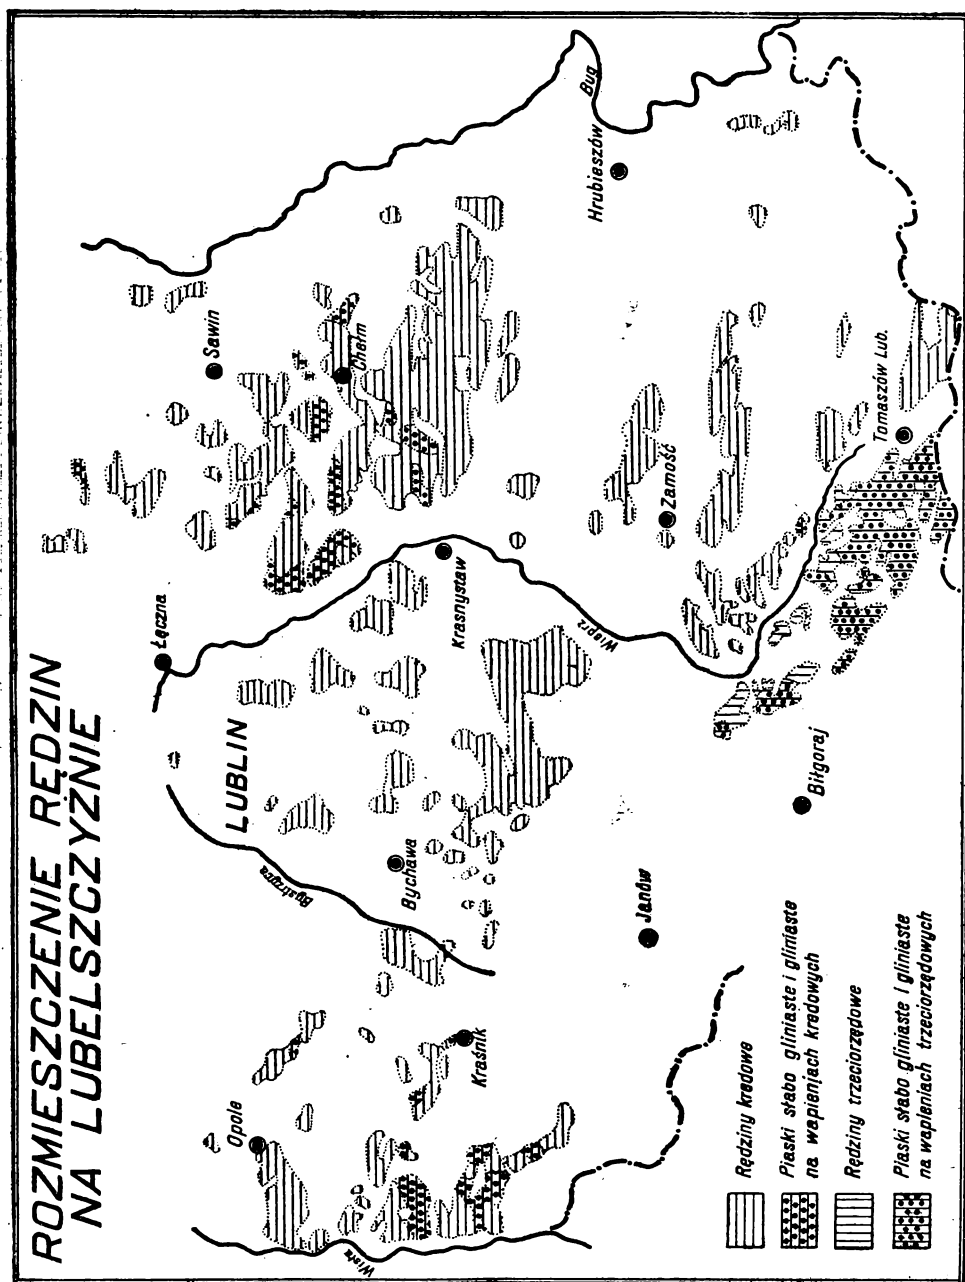 ROZMIESZCZENIE RĘDZIN
NA LUBELSZCZYŹNIE
Bug
Hrubieszów
Sawin
Chełm
Tomaszów Lub.
Zamość
Łęczna
Krasnystaw
Wieprz
LUBLIN
Biłgoraj
Bystrzyca
Bychawa
Janów
Kraśnik
Opole
Wisła
Rędziny kredowe
Piaski słabo gliniaste i gliniaste
na wapieniach kredowych
Rędziny trzeciorzędowe
Piaski słabo gliniaste i gliniaste
na wapieniach trzeciorzędowych